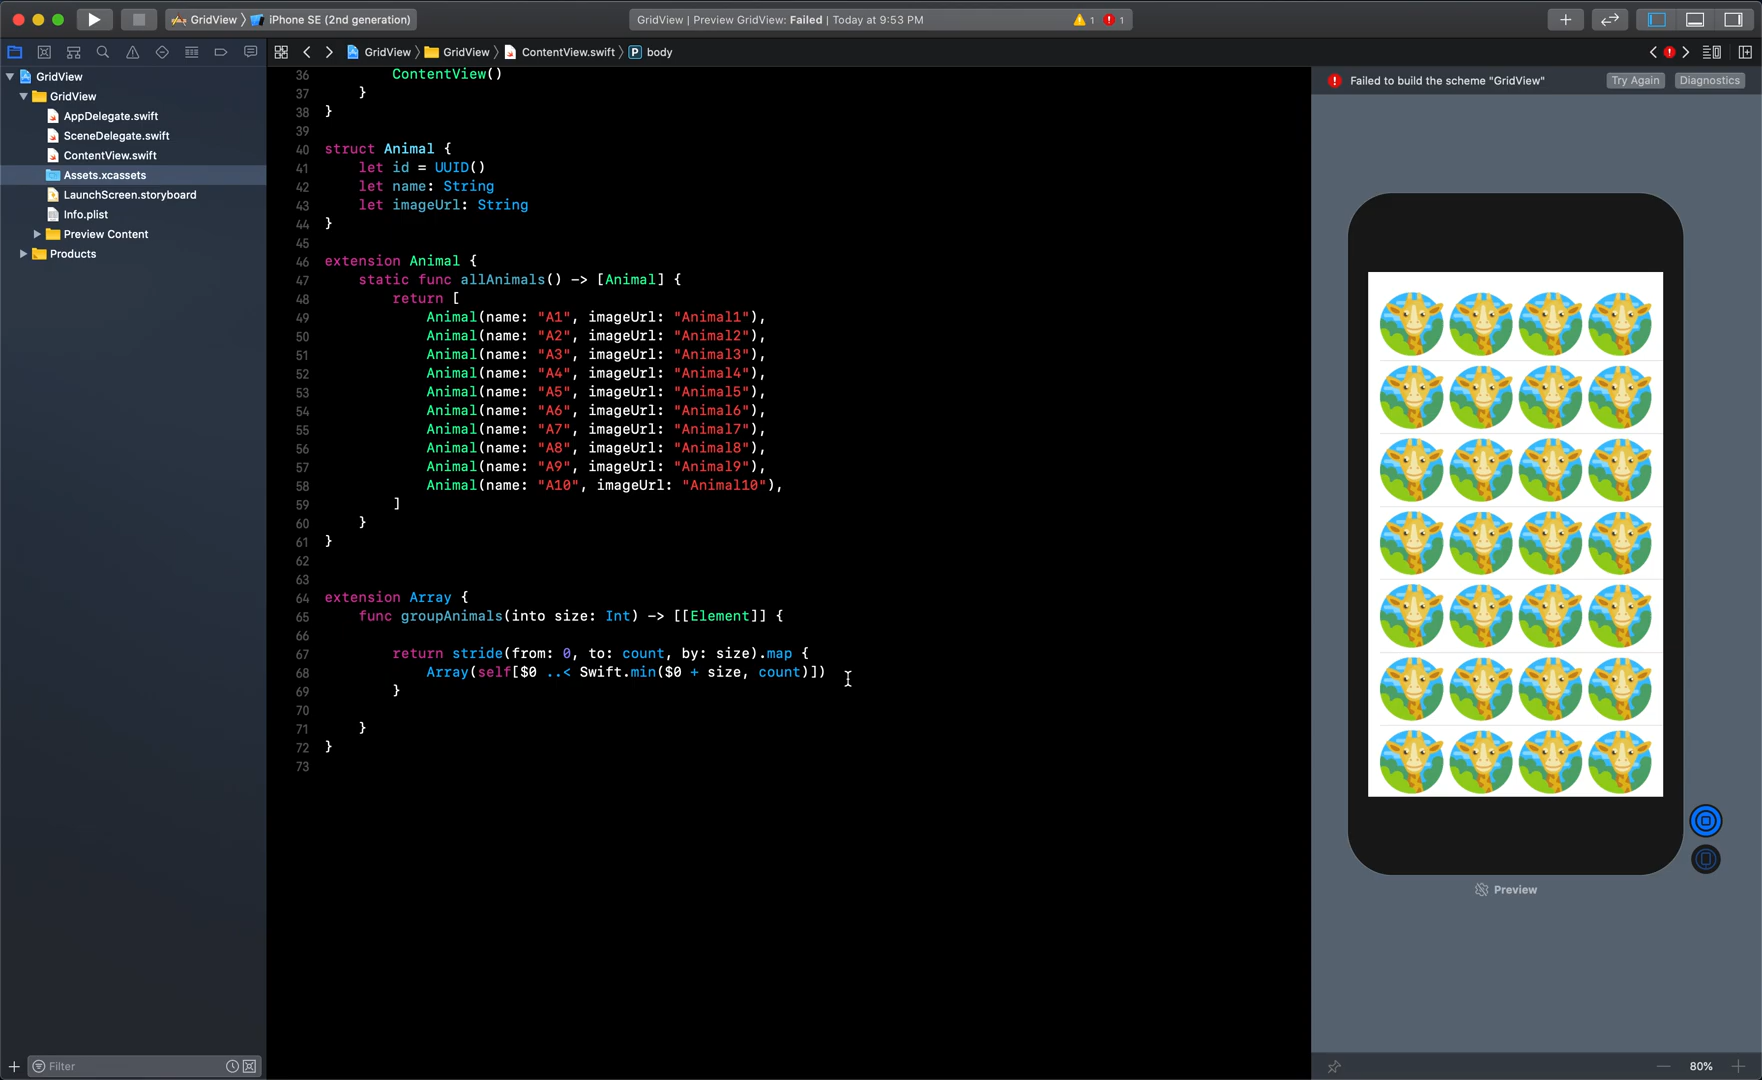 GridView 〉 iPhone SE (2nd generation)
GridView | Preview GridView: Failed | Today at 9:53 PM
1 1
GridView 〉 GridView 〉 ContentView.swift 〉 P body
GridView
GridView
AppDelegate.swift
SceneDelegate.swift
ContentView.swift
Assets.xcassets
LaunchScreen.storyboard
Info.plist
Preview Content
Products
Filter
36 ContentView()
37 }
38 }
39
40 struct Animal {
41 let id = UUID()
42 let name: String
43 let imageUrl: String
44 }
45
46 extension Animal {
47 static func allAnimals() -> [Animal] {
48 return [
49 Animal(name: "A1", imageUrl: "Animal1"),
50 Animal(name: "A2", imageUrl: "Animal2"),
51 Animal(name: "A3", imageUrl: "Animal3"),
52 Animal(name: "A4", imageUrl: "Animal4"),
53 Animal(name: "A5", imageUrl: "Animal5"),
54 Animal(name: "A6", imageUrl: "Animal6"),
55 Animal(name: "A7", imageUrl: "Animal7"),
56 Animal(name: "A8", imageUrl: "Animal8"),
57 Animal(name: "A9", imageUrl: "Animal9"),
58 Animal(name: "A10", imageUrl: "Animal10"),
59 ]
60 }
61 }
62
63
64 extension Array {
65 func groupAnimals(into size: Int) -> [[Element]] {
66
67 return stride(from: 0, to: count, by: size).map {
68 Array(self[$0 ..< Swift.min($0 + size, count)])
69 }
70
71 }
72 }
73
Failed to build the scheme "GridView"
Try Again
Diagnostics
Preview
80%